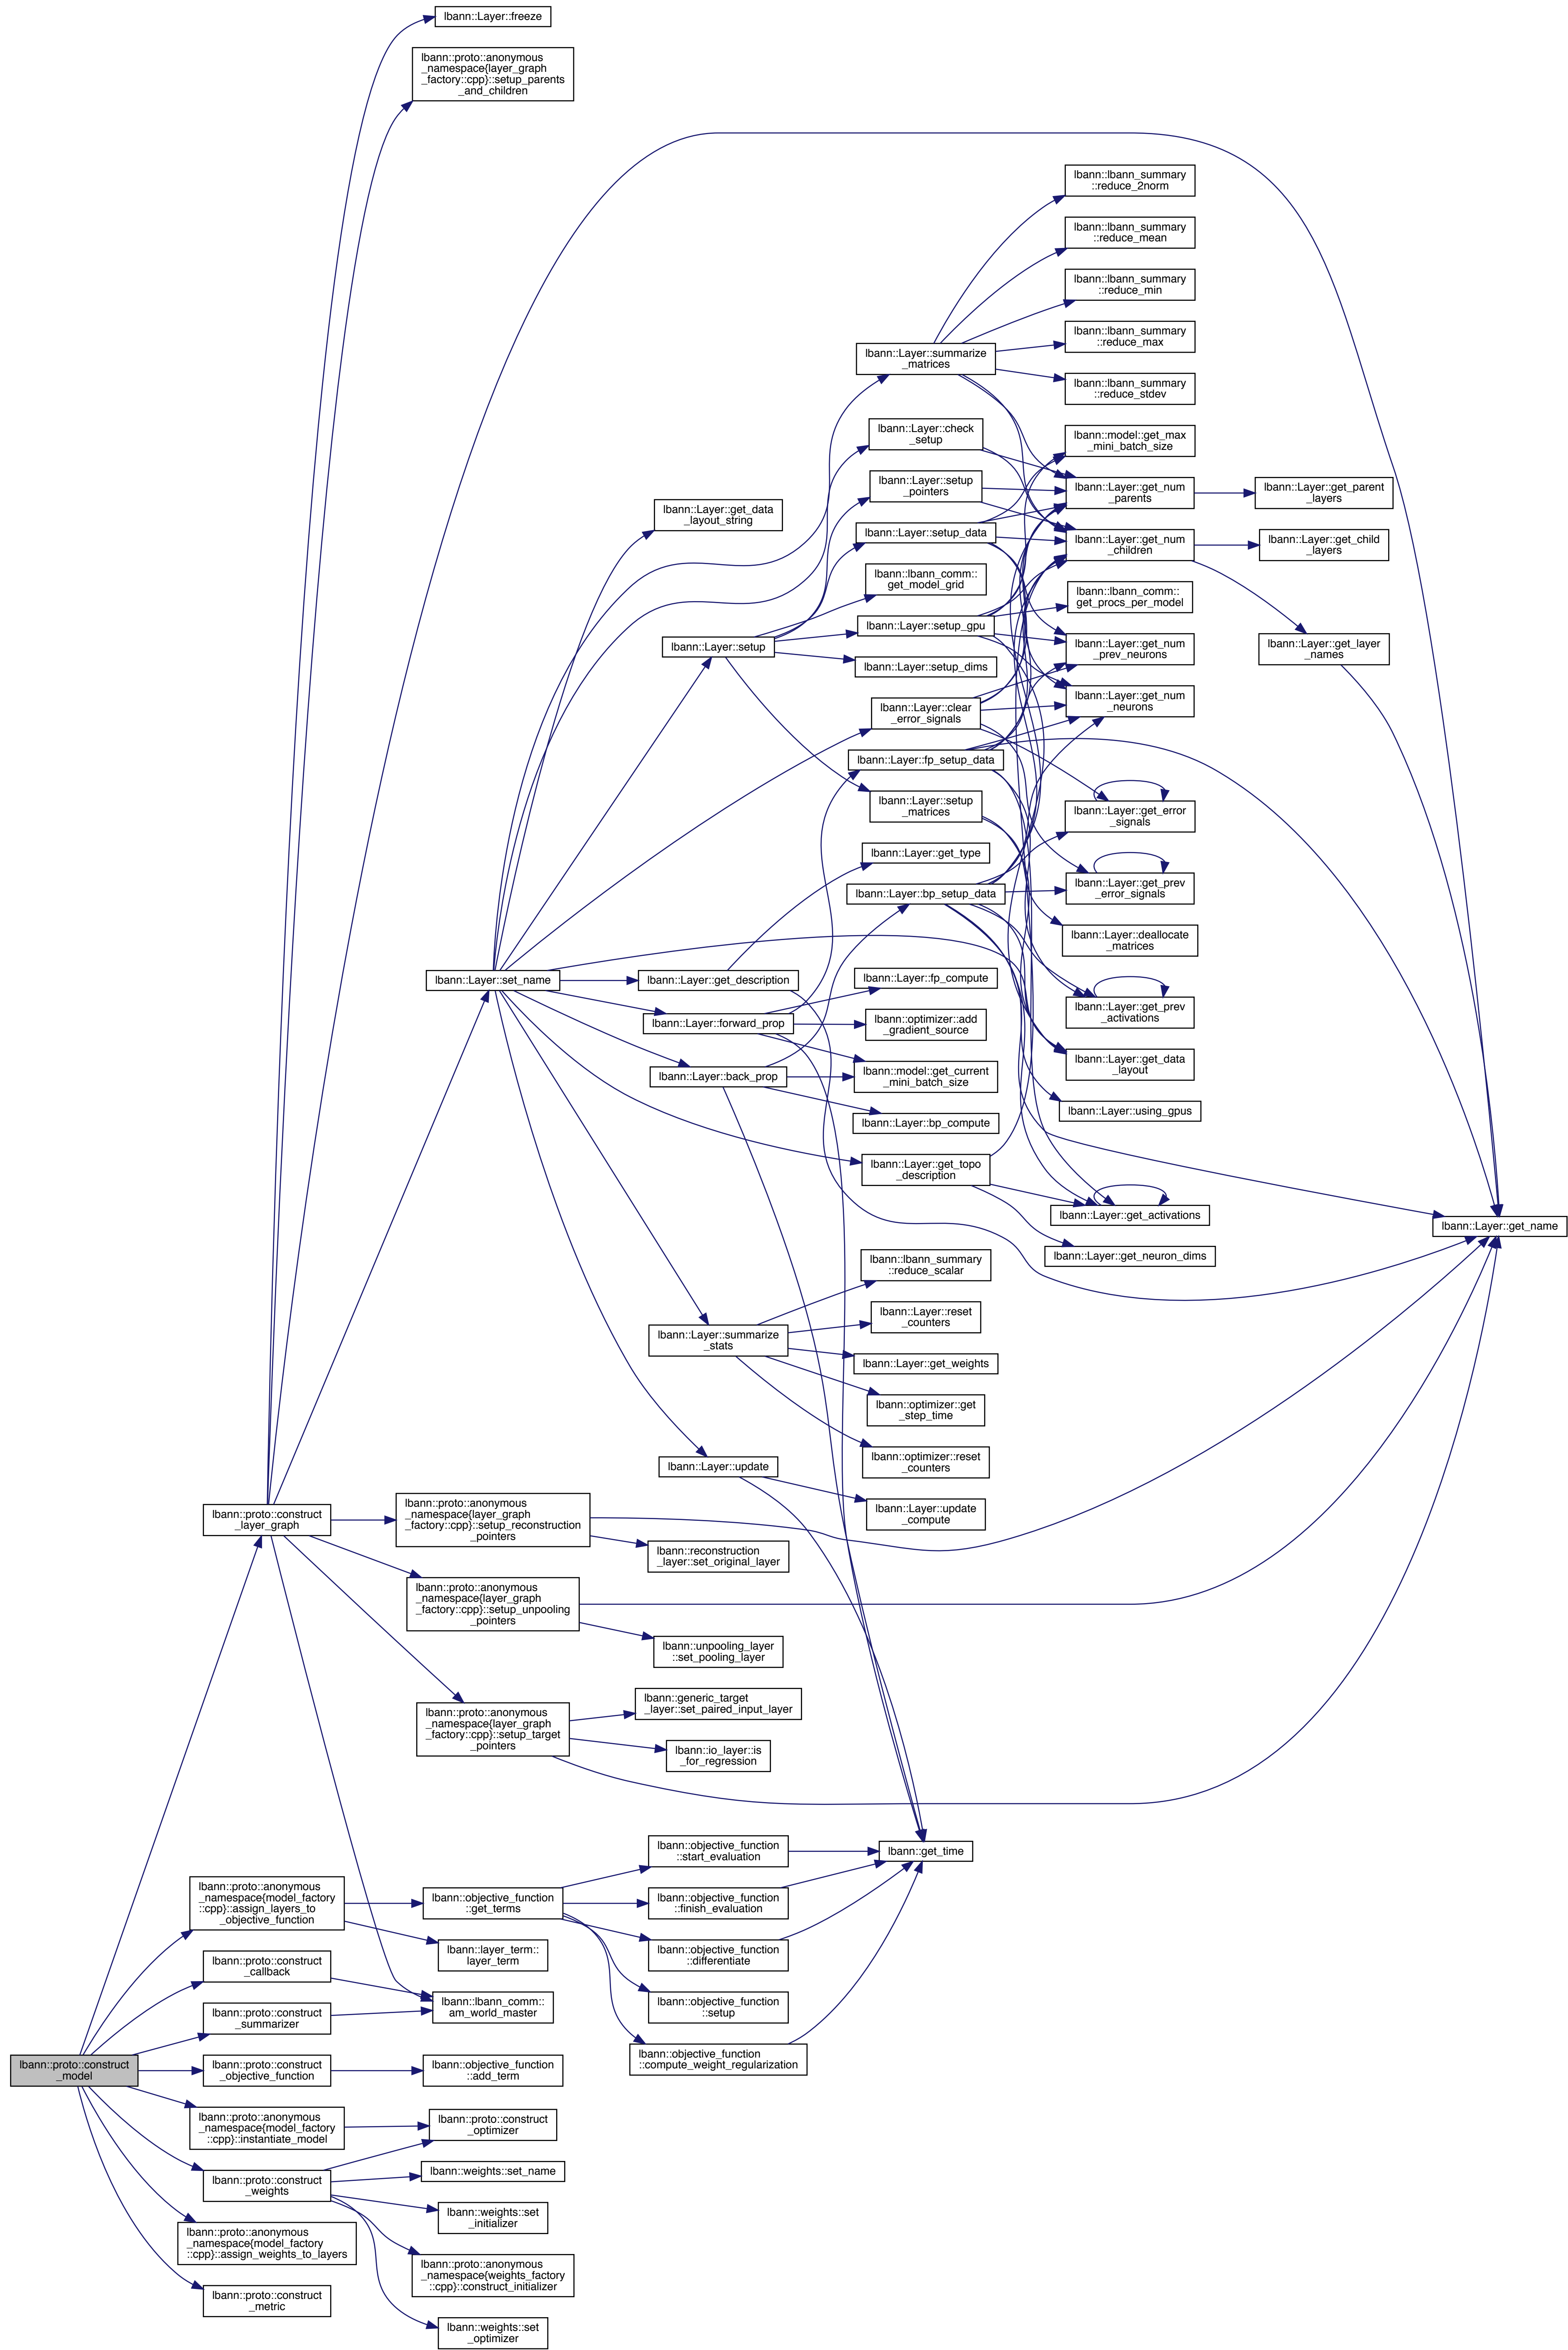 lbann::Layer::freeze
lbann::proto::anonymous
_namespace{layer_graph
_factory::cpp}::setup_parents
_and_children
lbann::lbann_summary
::reduce_2norm
lbann::lbann_summary
::reduce_mean
lbann::lbann_summary
::reduce_min
lbann::lbann_summary
::reduce_max
lbann::Layer::summarize
_matrices
lbann::lbann_summary
::reduce_stdev
lbann::Layer::check
_setup
lbann::model::get_max
_mini_batch_size
lbann::Layer::setup
_pointers
lbann::Layer::get_num
_parents
lbann::Layer::get_parent
_layers
lbann::Layer::get_data
_layout_string
lbann::Layer::setup_data
lbann::Layer::get_num
_children
lbann::Layer::get_child
_layers
lbann::lbann_comm::
get_model_grid
lbann::lbann_comm::
get_procs_per_model
lbann::Layer::setup_gpu
lbann::Layer::setup
lbann::Layer::get_num
_prev_neurons
lbann::Layer::get_layer
_names
lbann::Layer::setup_dims
lbann::Layer::get_num
_neurons
lbann::Layer::clear
_error_signals
lbann::Layer::fp_setup_data
lbann::Layer::setup
_matrices
lbann::Layer::get_error
_signals
lbann::Layer::get_type
lbann::Layer::bp_setup_data
lbann::Layer::get_prev
_error_signals
lbann::Layer::deallocate
_matrices
lbann::Layer::set_name
lbann::Layer::get_description
lbann::Layer::fp_compute
lbann::Layer::get_prev
_activations
lbann::Layer::forward_prop
lbann::optimizer::add
_gradient_source
lbann::Layer::get_data
_layout
lbann::Layer::back_prop
lbann::model::get_current
_mini_batch_size
lbann::Layer::using_gpus
lbann::Layer::bp_compute
lbann::Layer::get_topo
_description
lbann::Layer::get_activations
lbann::Layer::get_name
lbann::Layer::get_neuron_dims
lbann::lbann_summary
::reduce_scalar
lbann::Layer::reset
_counters
lbann::Layer::summarize
_stats
lbann::Layer::get_weights
lbann::optimizer::get
_step_time
lbann::optimizer::reset
_counters
lbann::Layer::update
lbann::Layer::update
_compute
lbann::proto::construct
_layer_graph
lbann::proto::anonymous
_namespace{layer_graph
_factory::cpp}::setup_reconstruction
_pointers
lbann::reconstruction
_layer::set_original_layer
lbann::proto::anonymous
_namespace{layer_graph
_factory::cpp}::setup_unpooling
_pointers
lbann::unpooling_layer
::set_pooling_layer
lbann::proto::anonymous
_namespace{layer_graph
_factory::cpp}::setup_target
_pointers
lbann::generic_target
_layer::set_paired_input_layer
lbann::io_layer::is
_for_regression
lbann::objective_function
::start_evaluation
lbann::get_time
lbann::proto::anonymous
_namespace{model_factory
::cpp}::assign_layers_to
_objective_function
lbann::objective_function
::get_terms
lbann::objective_function
::finish_evaluation
lbann::layer_term::
layer_term
lbann::objective_function
::differentiate
lbann::proto::construct
_callback
lbann::lbann_comm::
am_world_master
lbann::objective_function
::setup
lbann::proto::construct
_summarizer
lbann::objective_function
::compute_weight_regularization
lbann::proto::construct
_model
lbann::proto::construct
_objective_function
lbann::objective_function
::add_term
lbann::proto::anonymous
_namespace{model_factory
::cpp}::instantiate_model
lbann::proto::construct
_optimizer
lbann::proto::construct
_weights
lbann::weights::set_name
lbann::weights::set
_initializer
lbann::proto::anonymous
_namespace{model_factory
::cpp}::assign_weights_to_layers
lbann::proto::anonymous
_namespace{weights_factory
::cpp}::construct_initializer
lbann::proto::construct
_metric
lbann::weights::set
_optimizer